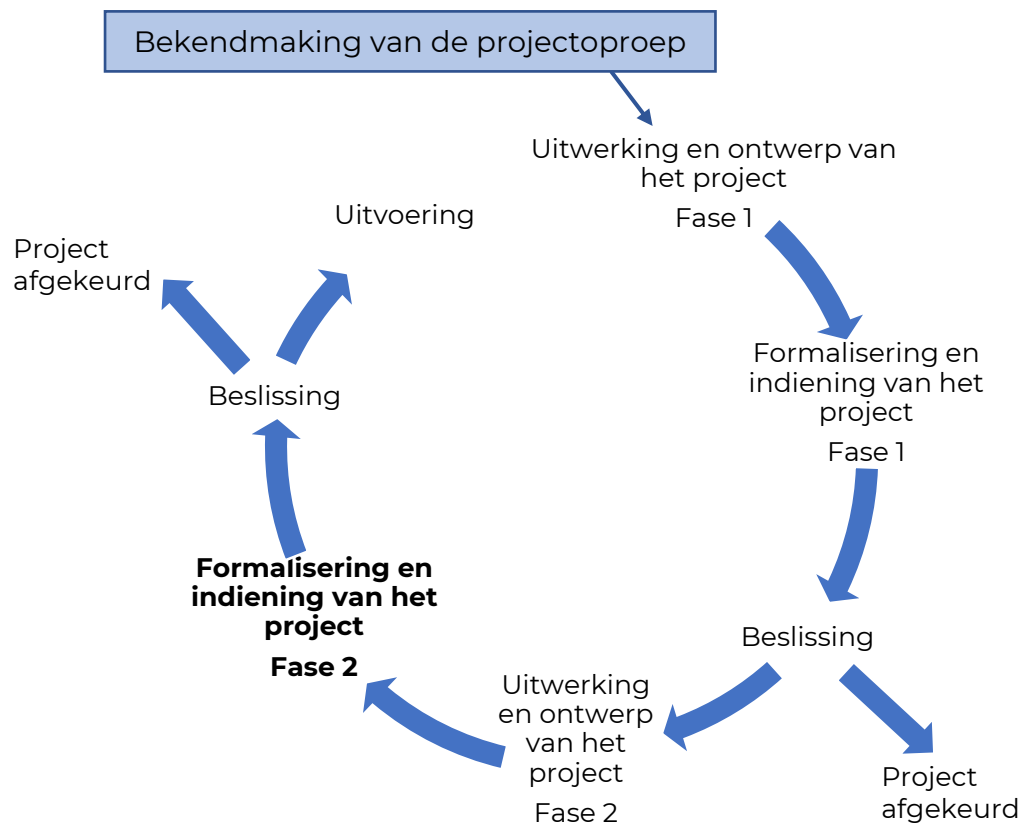 Bekendmaking van de projectoproep
Uitwerking en ontwerp van
het project
Fase 1
Formalisering en
indiening van het
project
Fase 1
Beslissing
Project
afgekeurd
Uitwerking
en ontwerp
van het
project
Fase 2
Formalisering en
indiening van het
project
Fase 2
Beslissing
Project
afgekeurd
Uitvoering